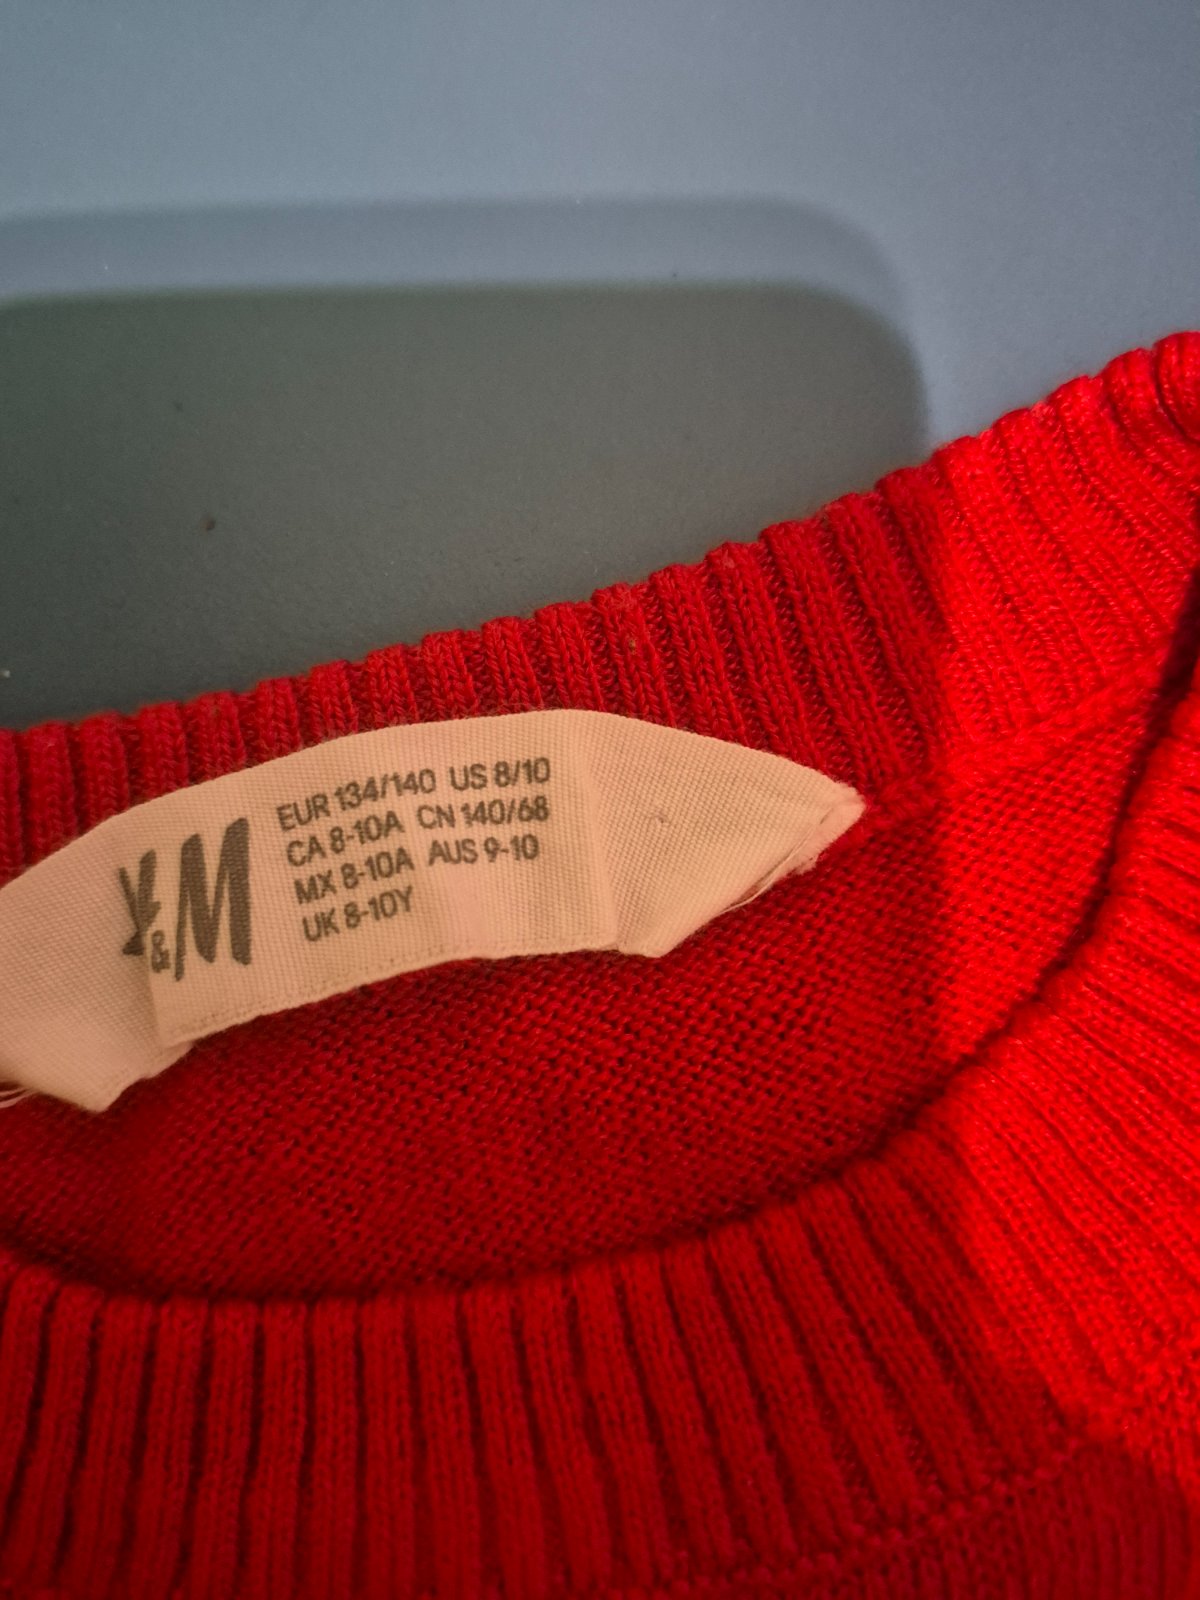 H&M
EUR 134/140 US 8/10
CA 8-10A CN 140/68
MX 8-10A AUS 9-10
UK 8-10Y